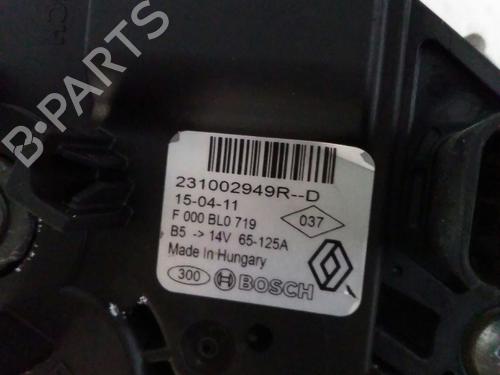 B-PARTS
231002949R--D
15-04-11
F 000 BL0 719
037
B5 -> 14V 65-125A
Made In Hungary
300 BOSCH